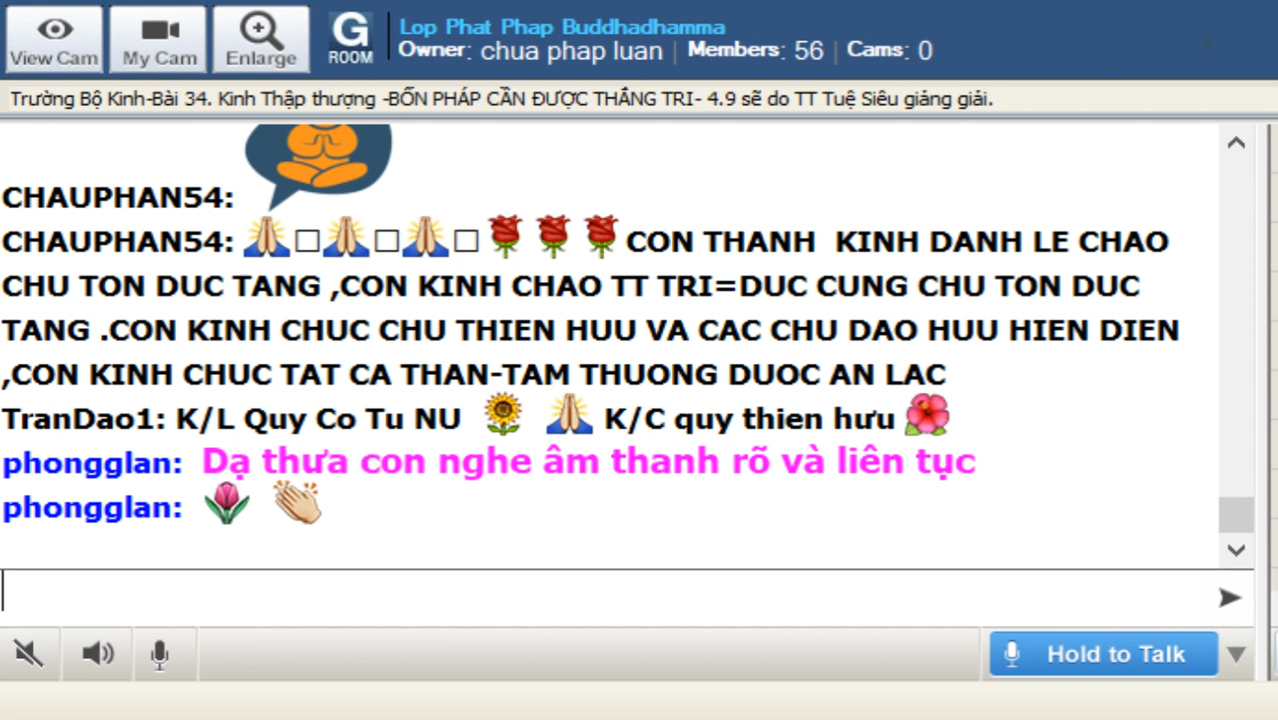 Lop Phat Phap Buddhadhamma
View Cam My Cam Enlarge G ROOM Owner: chua phap luan | Members: 56 | Cams: 0
Trường Bộ Kinh-Bài 34. Kinh Thập thượng -BỐN PHÁP CẦN ĐƯỢC THẮNG TRI- 4.9 sẽ do TT Tuệ Siêu giảng giải.
CHAUPHAN54:
CHAUPHAN54: 🙏□🙏□🙏□🌹🌹🌹CON THANH KINH DANH LE CHAO
CHU TON DUC TANG ,CON KINH CHAO TT TRI=DUC CUNG CHU TON DUC
TANG .CON KINH CHUC CHU THIEN HUU VA CAC CHU DAO HUU HIEN DIEN
,CON KINH CHUC TAT CA THAN-TAM THUONG DUOC AN LAC
TranDao1: K/L Quy Co Tu NU 🌻 🙏 K/C quy thien hưu 🌺
phongglan: Dạ thưa con nghe âm thanh rõ và liên tục
phongglan: 🌷 👏
Hold to Talk